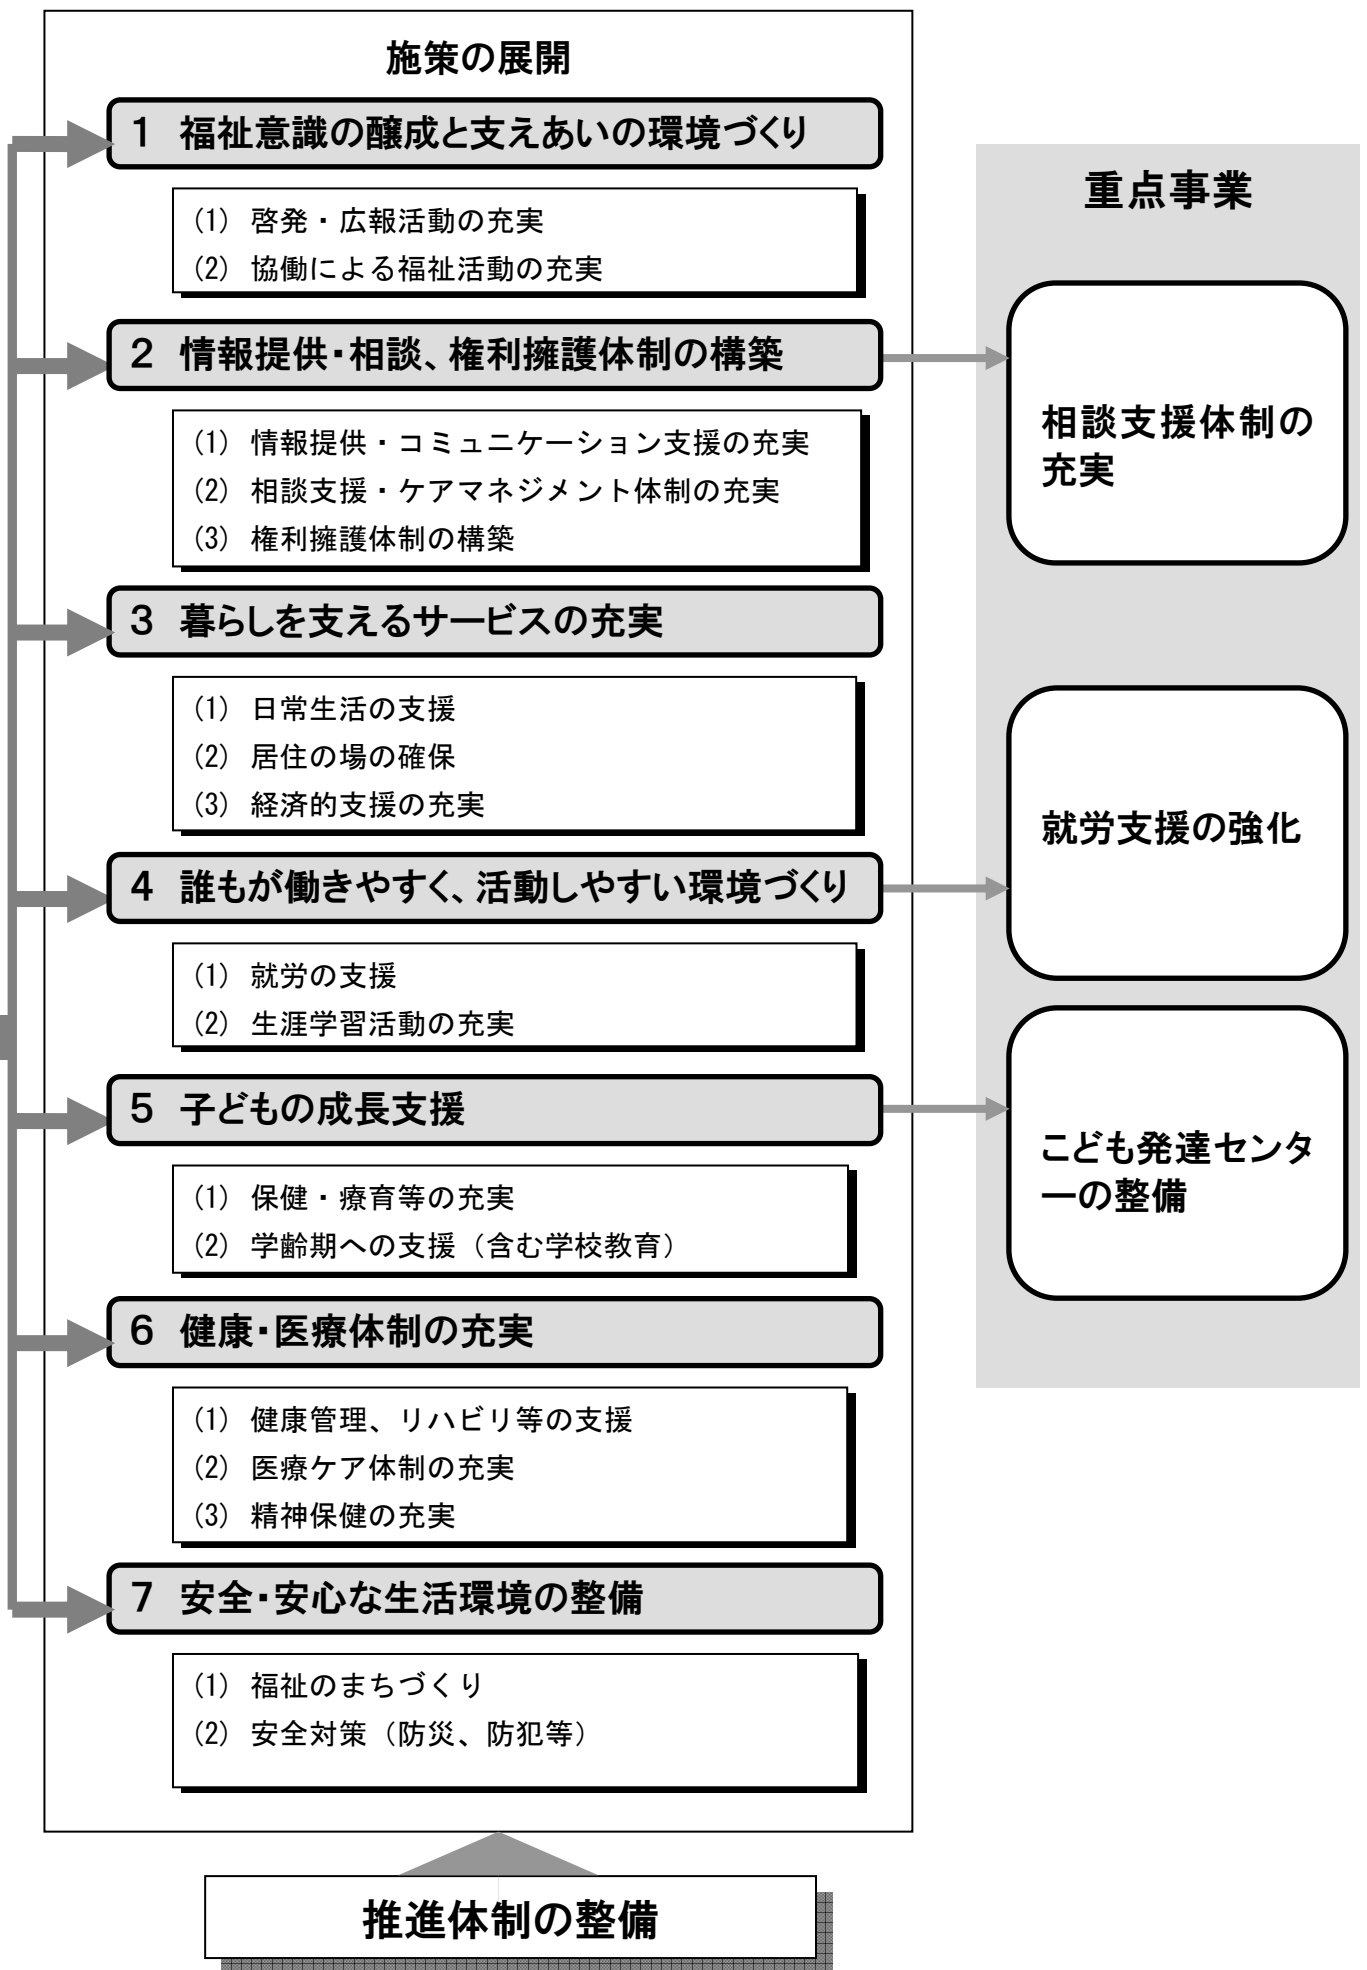 施策の展開
1 福祉意識の醸成と支えあいの環境づくり
(1) 啓発・広報活動の充実
(2) 協働による福祉活動の充実
2 情報提供・相談、権利擁護体制の構築
(1) 情報提供・コミュニケーション支援の充実
(2) 相談支援・ケアマネジメント体制の充実
(3) 権利擁護体制の構築
3 暮らしを支えるサービスの充実
(1) 日常生活の支援
(2) 居住の場の確保
(3) 経済的支援の充実
4 誰もが働きやすく、活動しやすい環境づくり
(1) 就労の支援
(2) 生涯学習活動の充実
5 子どもの成長支援
(1) 保健・療育等の充実
(2) 学齢期への支援（含む学校教育）
6 健康・医療体制の充実
(1) 健康管理、リハビリ等の支援
(2) 医療ケア体制の充実
(3) 精神保健の充実
7 安全・安心な生活環境の整備
(1) 福祉のまちづくり
(2) 安全対策（防災、防犯等）
推進体制の整備
重点事業
相談支援体制の
充実
就労支援の強化
こども発達センタ
ーの整備